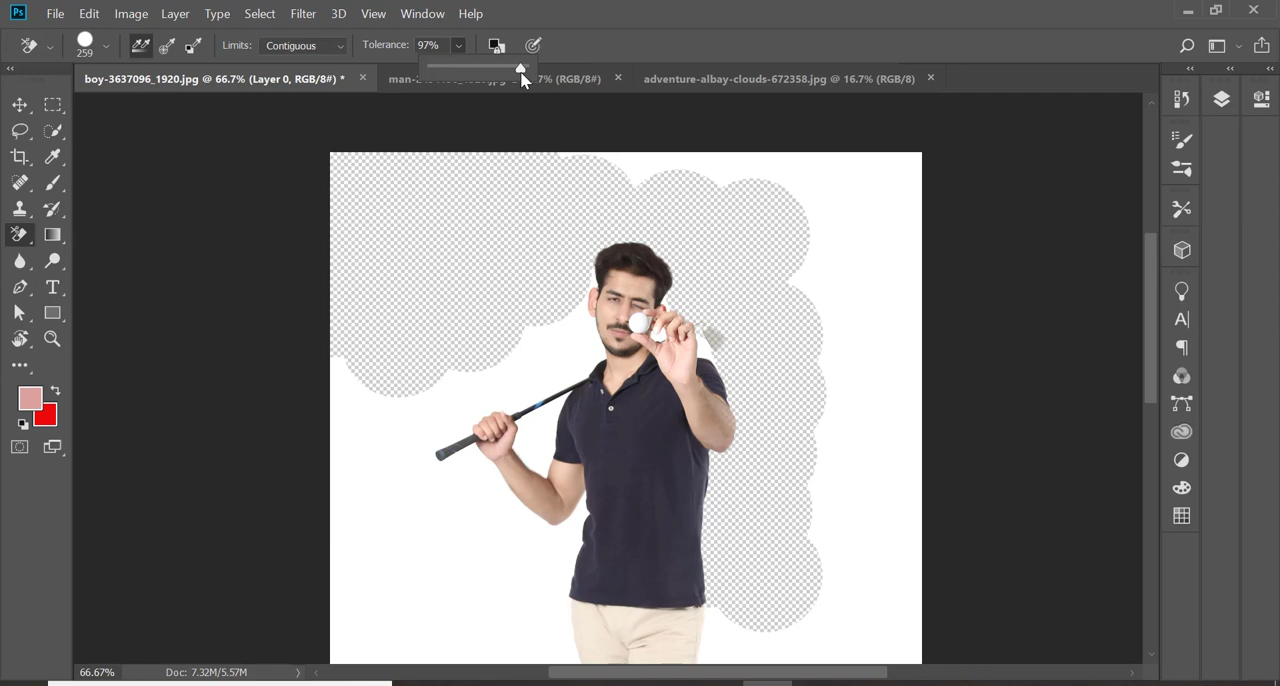 Ps File Edit Image Layer Type Select Filter 3D View Window Help
259 Limits: Contiguous Tolerance: 97%
boy-3637096_1920.jpg @ 66.7% (Layer 0, RGB/8#) * × 7% (RGB/8#) × adventure-albay-clouds-672358.jpg @ 16.7% (RGB/8) ×
66.67% Doc: 7.32M/5.57M